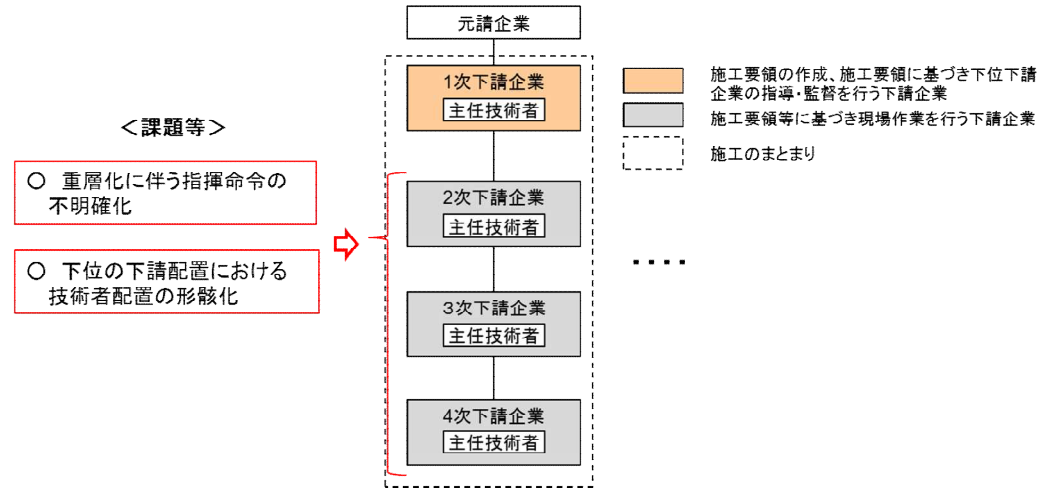 元請企業
1次下請企業
主任技術者
施工要領の作成、施工要領に基づき下位下請
企業の指導・監督を行う下請企業
施工要領等に基づき現場作業を行う下請企業
施工のまとまり
＜課題等＞
○ 重層化に伴う指揮命令の
不明確化
○ 下位の下請配置における
技術者配置の形骸化
2次下請企業
主任技術者
3次下請企業
主任技術者
4次下請企業
主任技術者
････